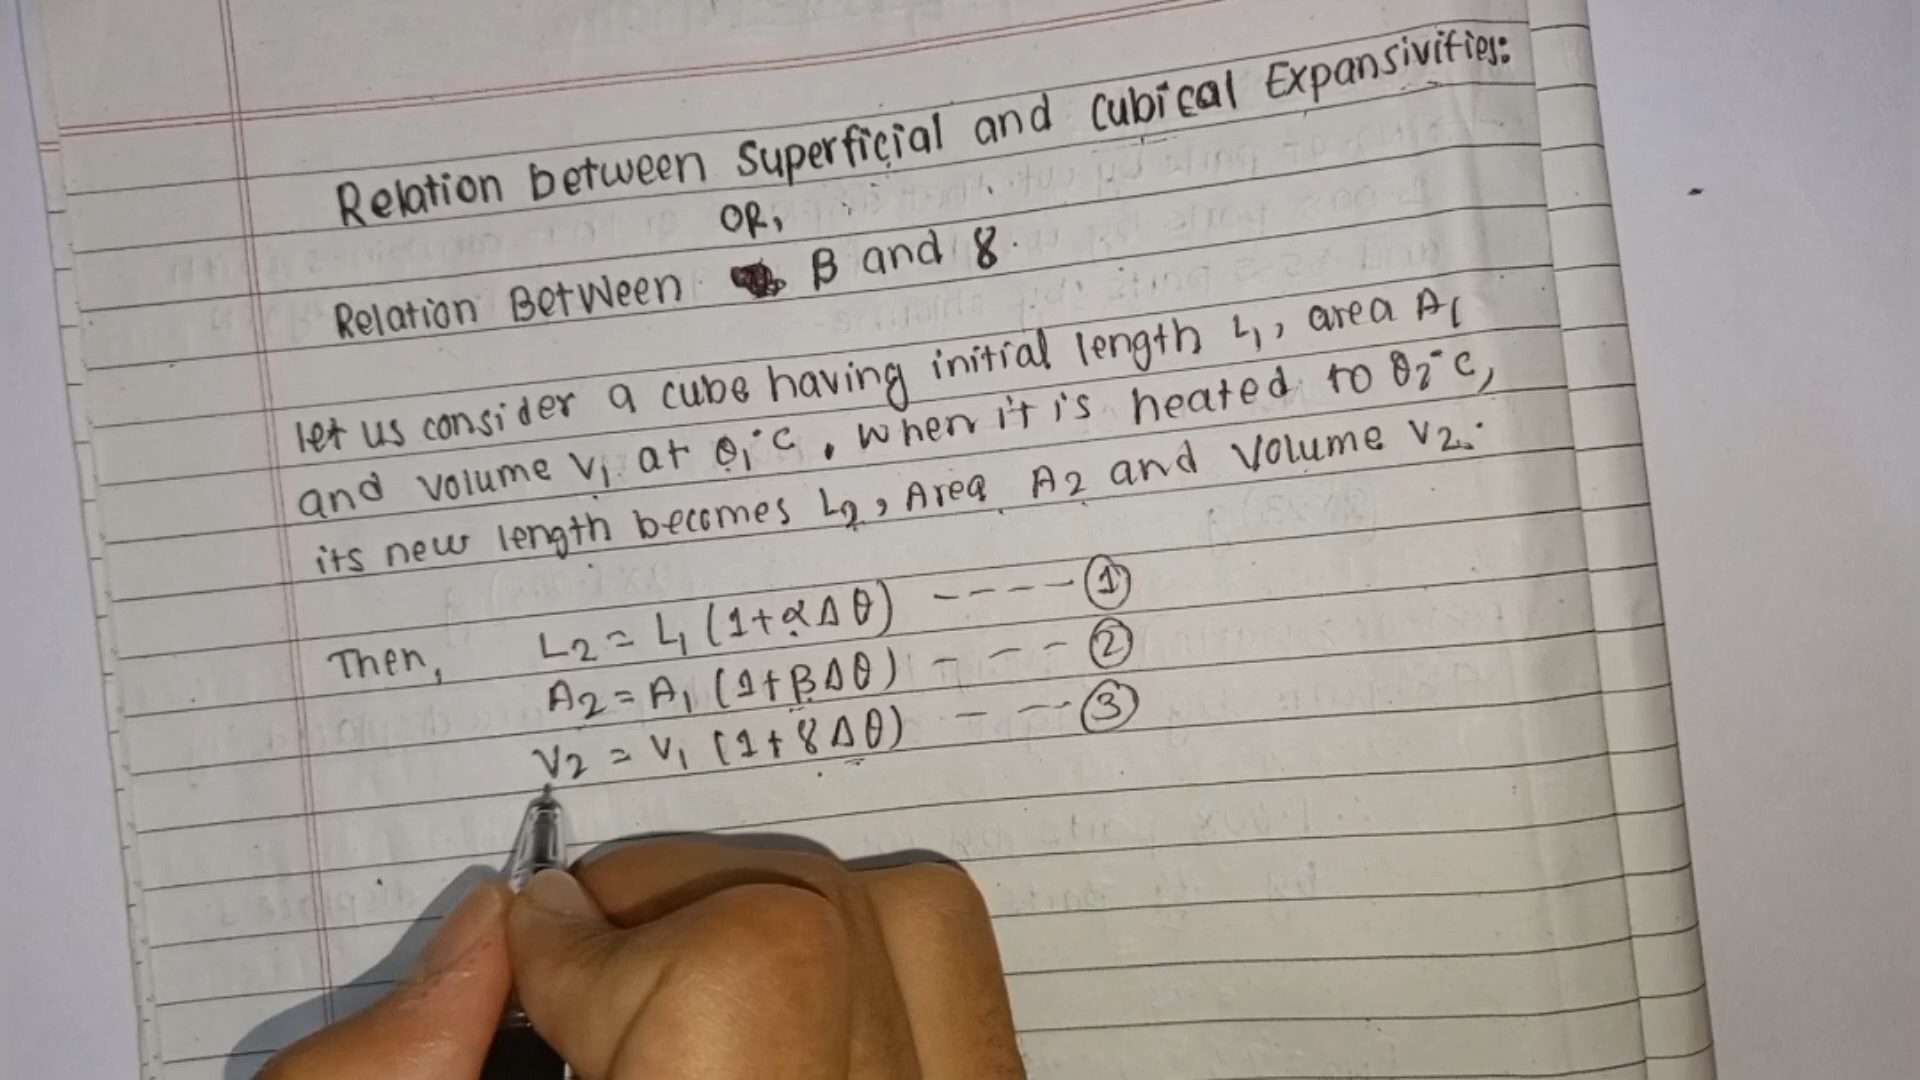 Relation between superficial and cubical Expansivities:
OR,
Relation Between β and γ.
let us consider a cube having initial length L₁, area A₁
and volume V₁ at θ₁°C. When it is heated to θ₂°C,
its new length becomes L₂, Area A₂ and volume V₂.
Then, L₂ = L₁ (1+αΔθ) ----①
A₂ = A₁ (1+βΔθ) ---②
V₂ = V₁ (1+γΔθ) ---③